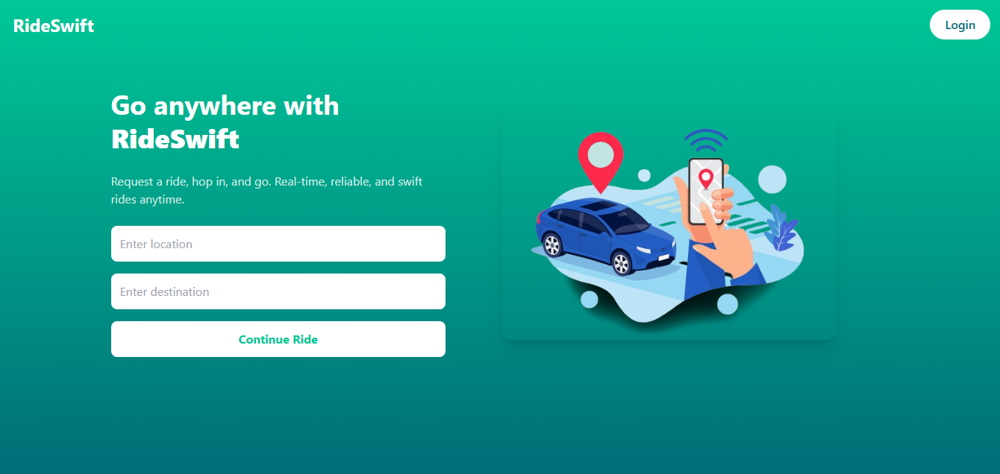 RideSwift
Login
Go anywhere with
RideSwift
Request a ride, hop in, and go. Real-time, reliable, and swift
rides anytime.
Enter location
Enter destination
Continue Ride